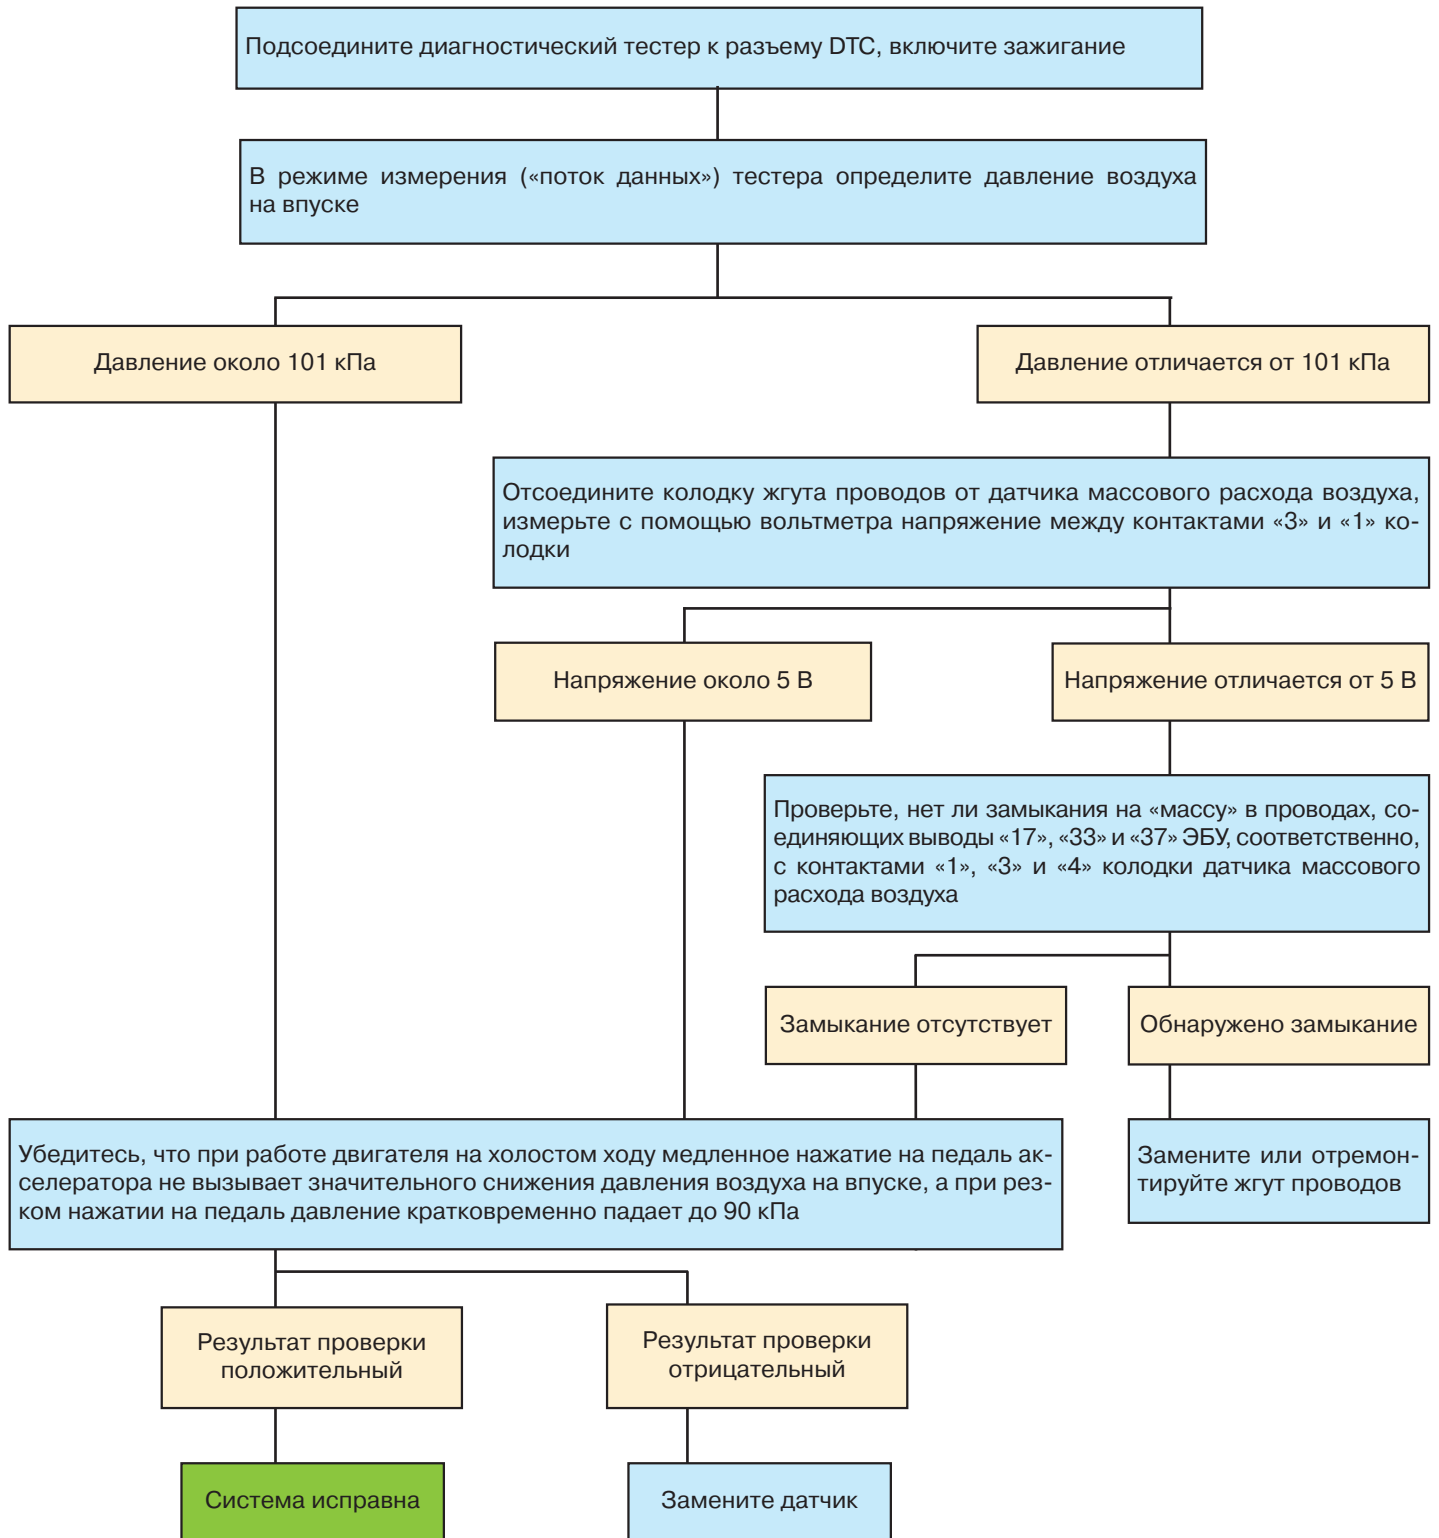 Подсоедините диагностический тестер к разъему DTC, включите зажигание
В режиме измерения («поток данных») тестера определите давление воздуха
на впуске
Давление около 101 кПа
Давление отличается от 101 кПа
Отсоедините колодку жгута проводов от датчика массового расхода воздуха,
измерьте с помощью вольтметра напряжение между контактами «3» и «1» ко-
лодки
Напряжение около 5 В
Напряжение отличается от 5 В
Проверьте, нет ли замыкания на «массу» в проводах, со-
единяющих выводы «17», «33» и «37» ЭБУ, соответственно,
с контактами «1», «3» и «4» колодки датчика массового
расхода воздуха
Замыкание отсутствует
Обнаружено замыкание
Убедитесь, что при работе двигателя на холостом ходу медленное нажатие на педаль ак-
селератора не вызывает значительного снижения давления воздуха на впуске, а при рез-
ком нажатии на педаль давление кратковременно падает до 90 кПа
Замените или отремон-
тируйте жгут проводов
Результат проверки
положительный
Результат проверки
отрицательный
Система исправна
Замените датчик